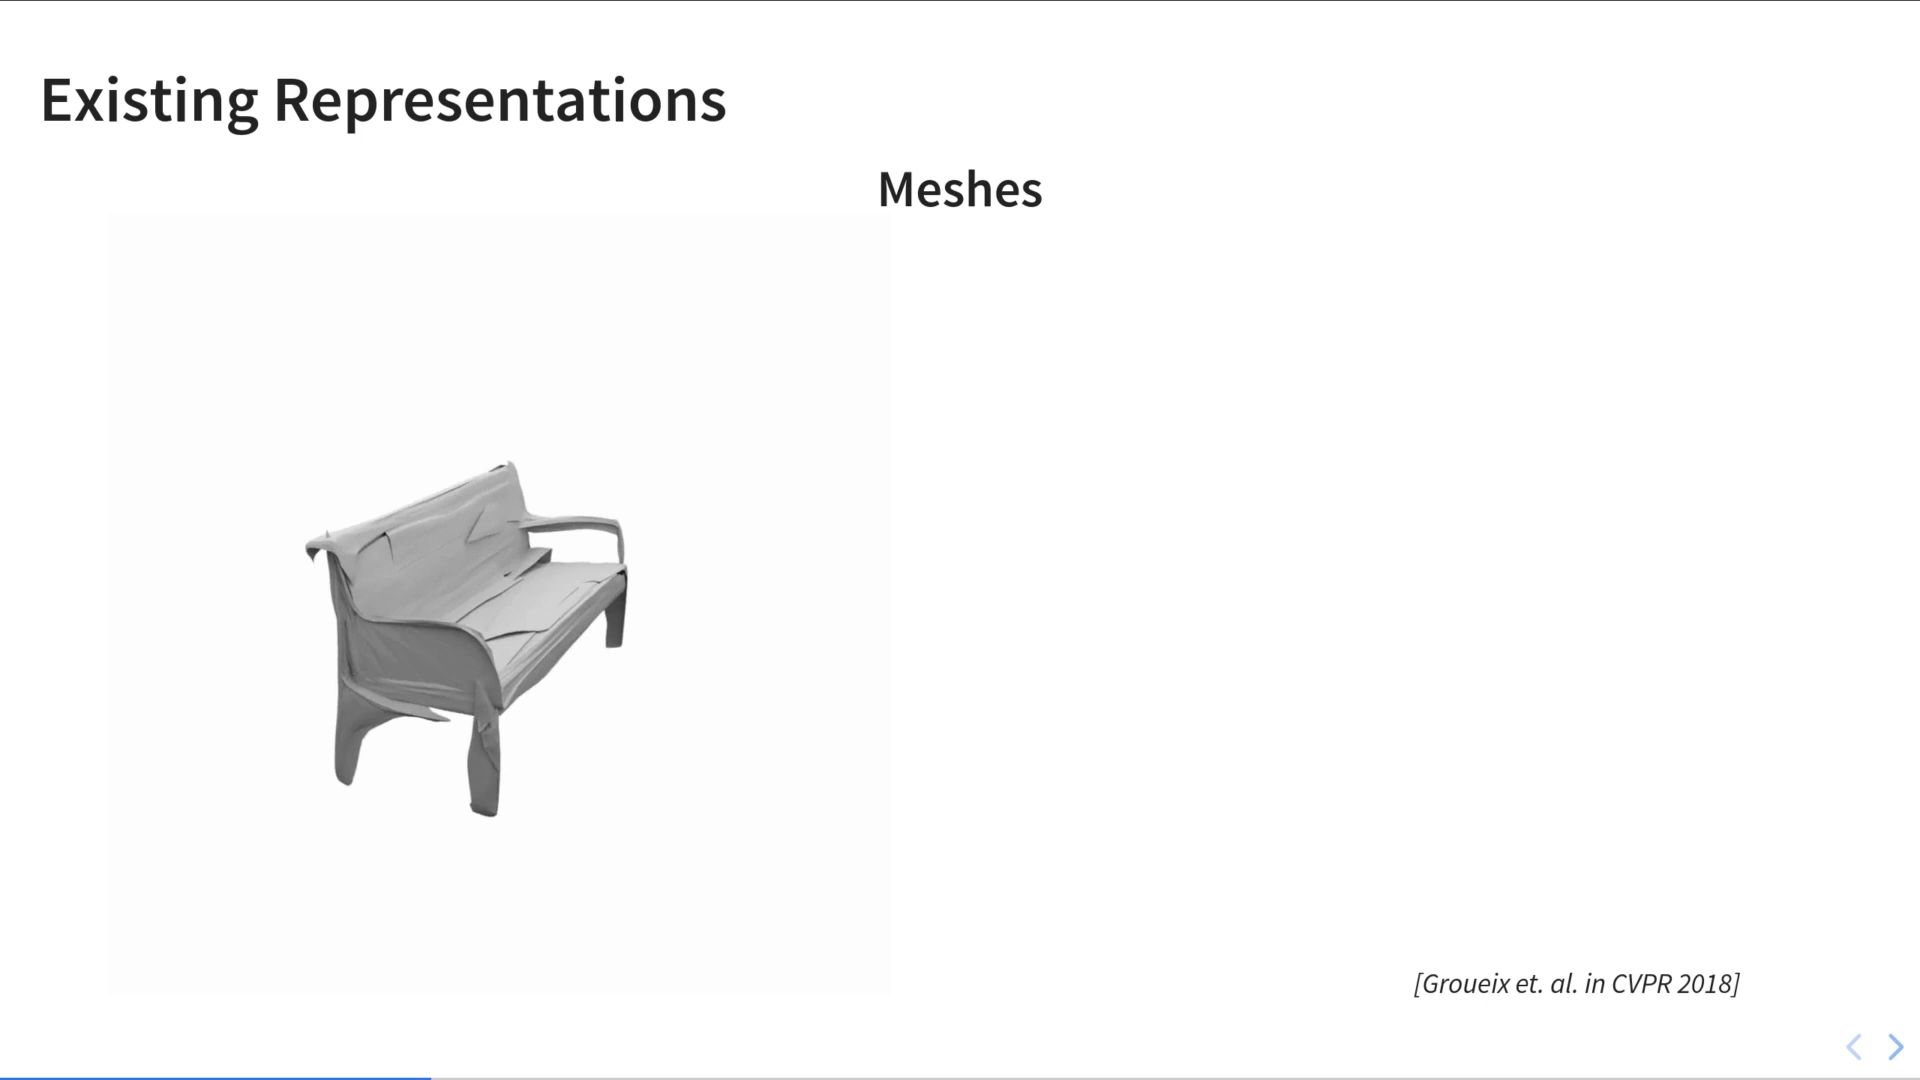 Existing Representations
Meshes
[Groueix et. al. in CVPR 2018]